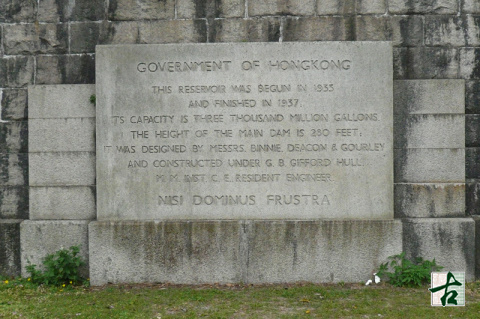 GOVERNMENT OF HONGKONG
THIS RESERVOIR WAS BEGUN IN 1933
AND FINISHED IN 1937.
ITS CAPACITY IS THREE THOUSAND MILLION GALLONS.
THE HEIGHT OF THE MAIN DAM IS 280 FEET.
IT WAS DESIGNED BY MESSRS. BINNIE, DEACON & GOURLEY
AND CONSTRUCTED UNDER G. B. GIFFORD HULL
M. INST. C. E. RESIDENT ENGINEER
NISI DOMINUS FRUSTRA
古